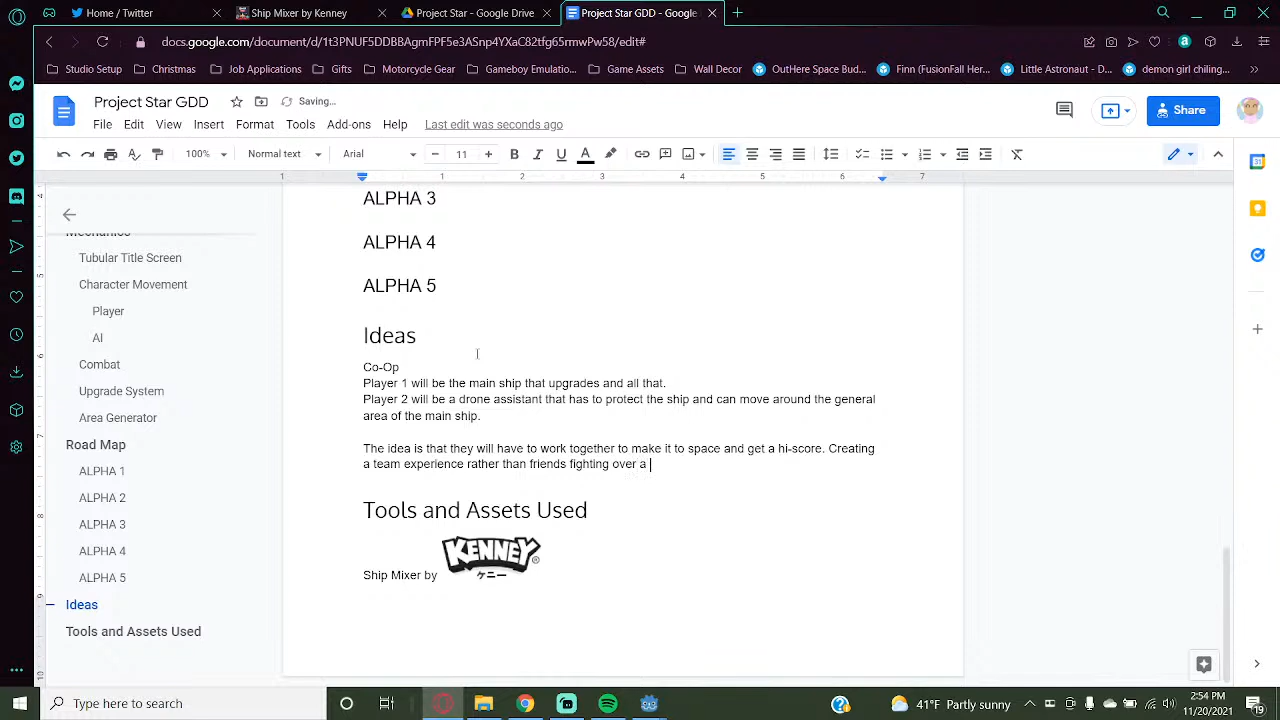 Home / Twitter
Ship Mixer by Kenney
Project Star - Google Drive
Project Star GDD - Google
docs.google.com/document/d/1t3PNUF5DDBBAgmFPF5e3ASnp4YXaC82tfg65rmwPw58/edit#
Studio Setup
Christmas
Job Applications
Gifts
Motorcycle Gear
Gameboy Emulatio...
Game Assets
Wall Decor
OutHere Space Bud...
Finn (FusionFall Her...
Little Astronaut - D...
demon girl chiling...
Project Star GDD
Saving...
File
Edit
View
Insert
Format
Tools
Add-ons
Help
Last edit was seconds ago
Share
100%
Normal text
Arial
11
ALPHA 3
ALPHA 4
ALPHA 5
Ideas
Co-Op
Player 1 will be the main ship that upgrades and all that.
Player 2 will be a drone assistant that has to protect the ship and can move around the general
area of the main ship.
The idea is that they will have to work together to make it to space and get a hi-score. Creating
a team experience rather than friends fighting over a
Tools and Assets Used
KENNEY
ケニー
Ship Mixer by
Mechanics
Tubular Title Screen
Character Movement
Player
AI
Combat
Upgrade System
Area Generator
Road Map
ALPHA 1
ALPHA 2
ALPHA 3
ALPHA 4
ALPHA 5
Ideas
Tools and Assets Used
Type here to search
41°F Partly sunny
2:54 PM
11/20/2021